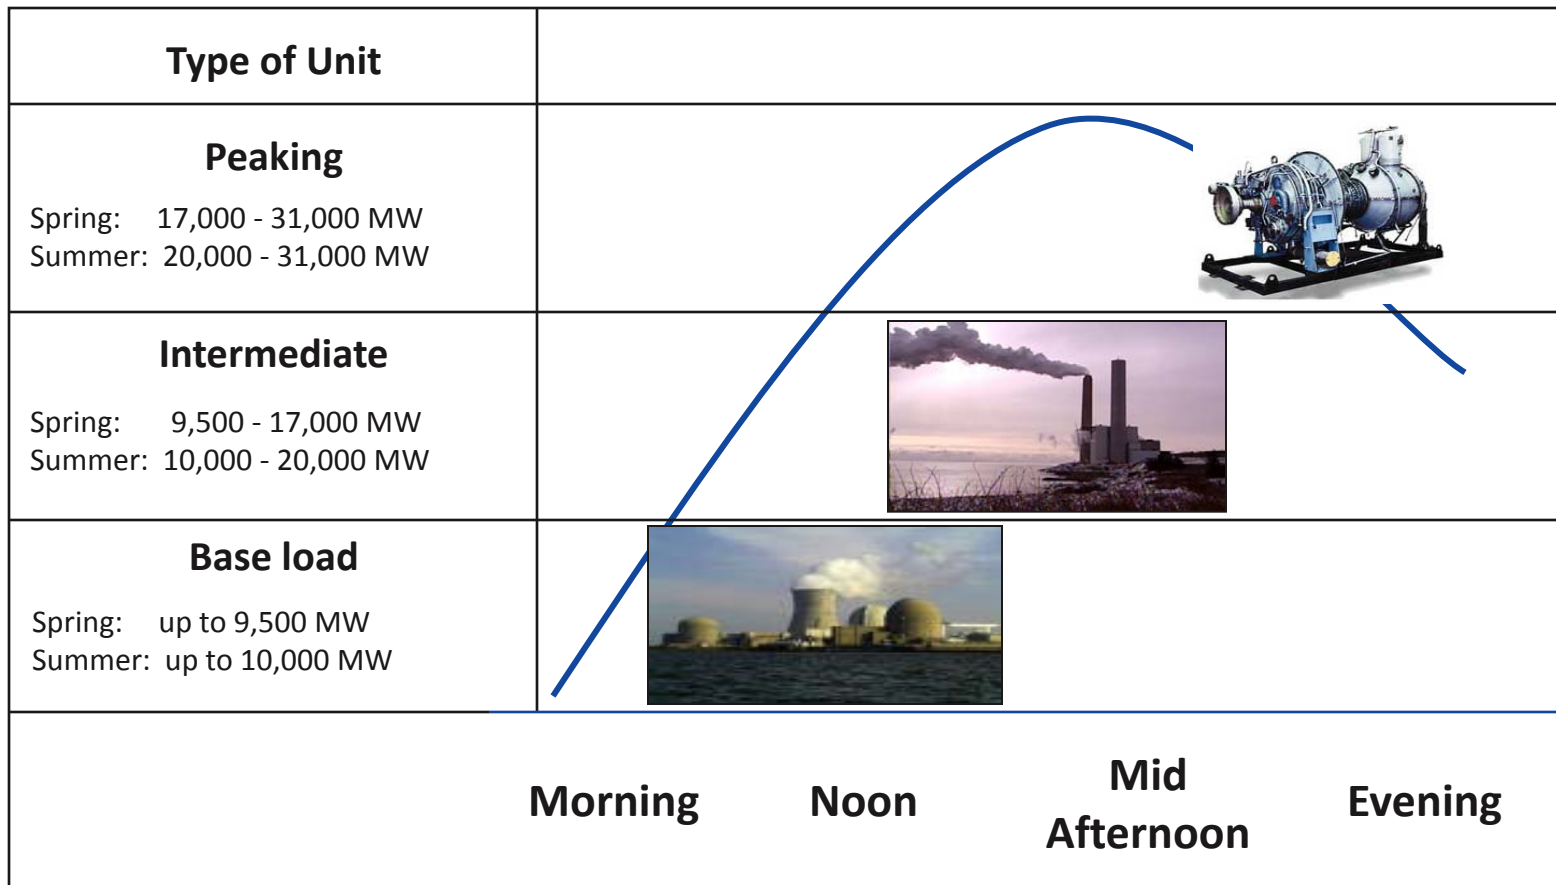 Type of Unit
Peaking
Spring: 17,000 - 31,000 MW
Summer: 20,000 - 31,000 MW
Intermediate
Spring: 9,500 - 17,000 MW
Summer: 10,000 - 20,000 MW
Base load
Spring: up to 9,500 MW
Summer: up to 10,000 MW
Morning
Noon
Mid
Afternoon
Evening